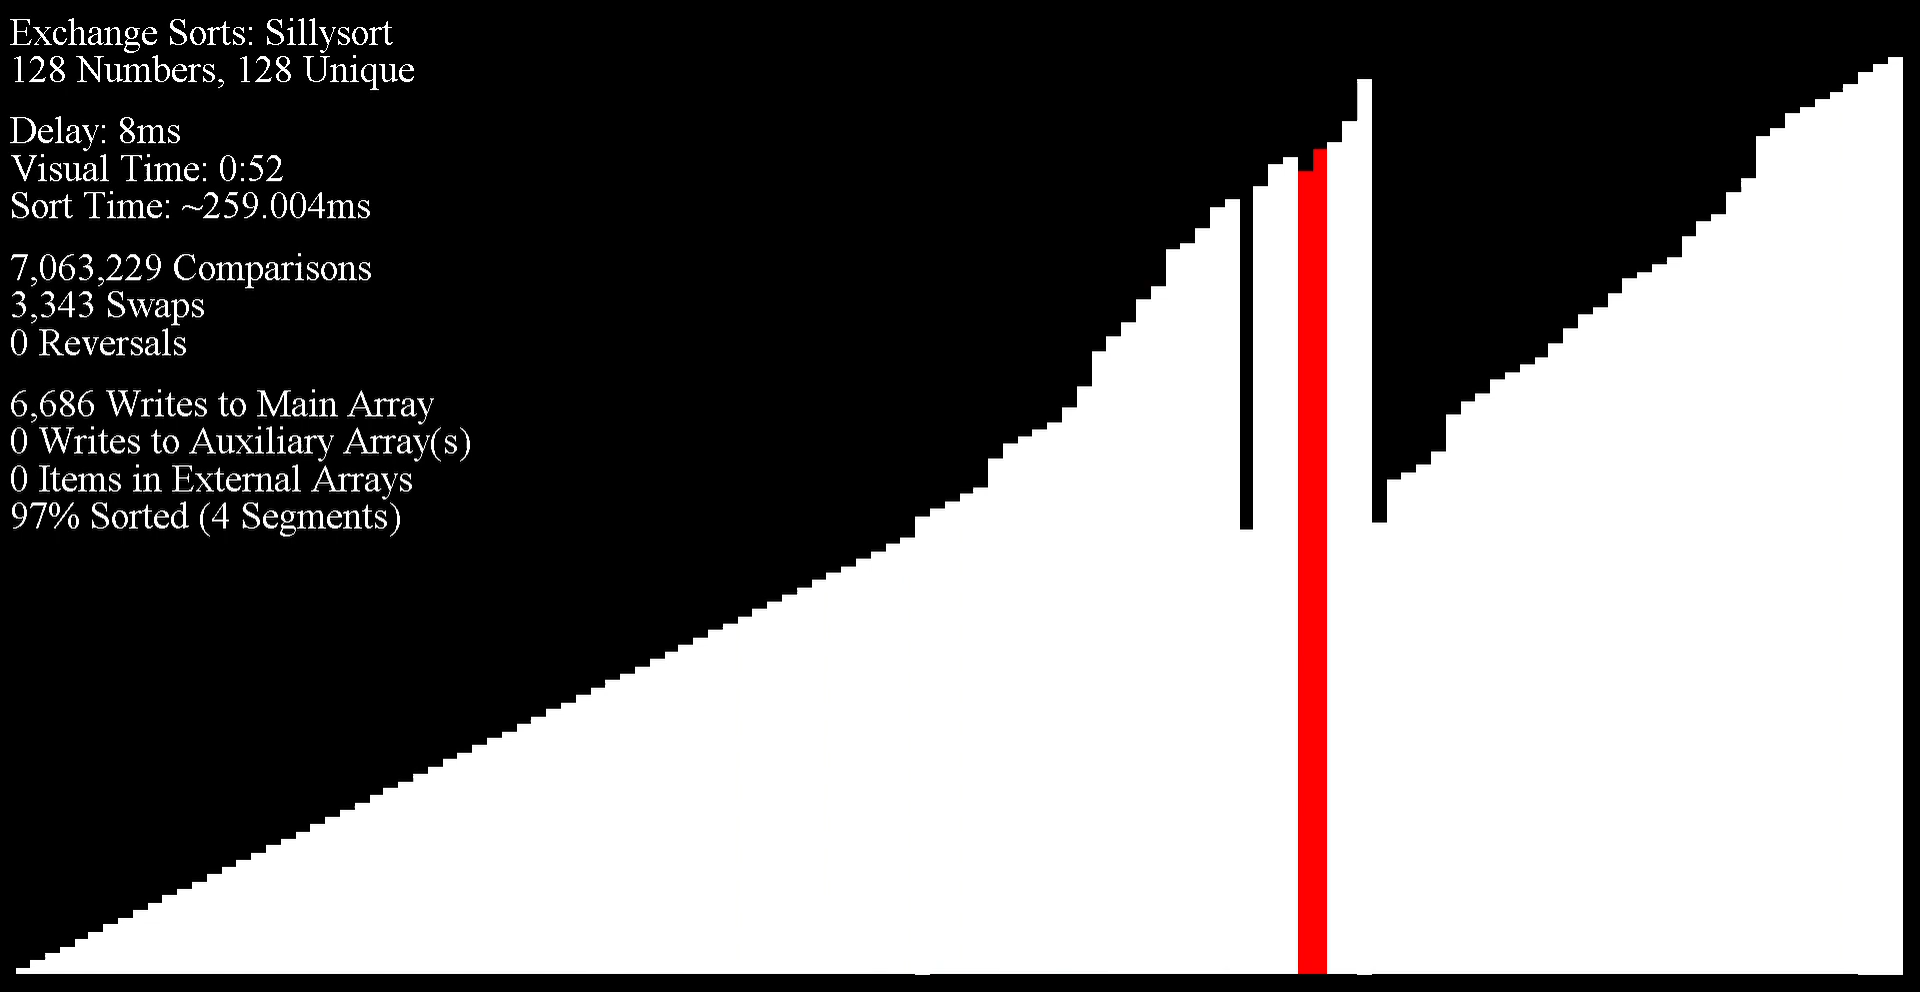 Exchange Sorts: Sillysort
128 Numbers, 128 Unique
Delay: 8ms
Visual Time: 0:52
Sort Time: ~259.004ms
7,063,229 Comparisons
3,343 Swaps
0 Reversals
6,686 Writes to Main Array
0 Writes to Auxiliary Array(s)
0 Items in External Arrays
97% Sorted (4 Segments)